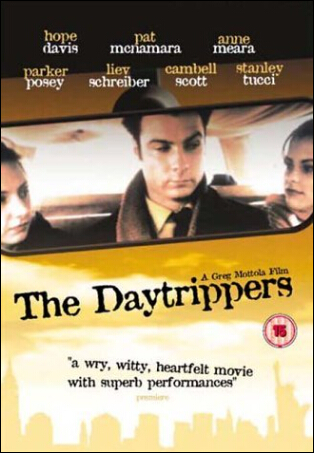 hope pat anne
davis mcnamara meara
parker liev cambell stanley
posey schreiber scott tucci
A Greg Mottola Film
The Daytrippers
15
"a wry, witty, heartfelt movie
with superb performances"
premiere